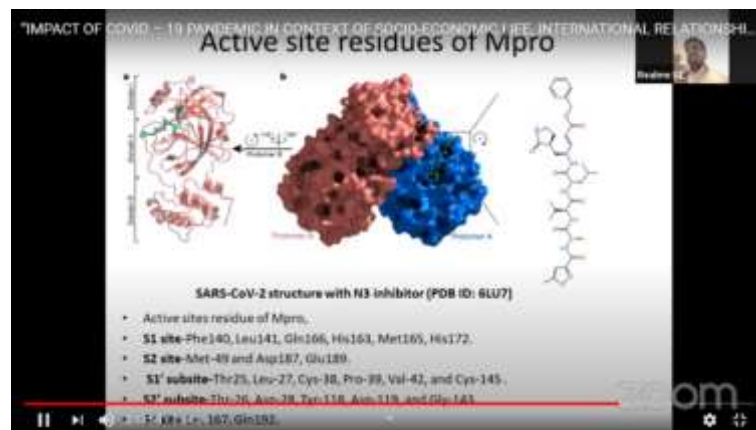 "IMPACT OF COVID – 19 PANDEMIC IN CONTEXT OF SOCIO-ECONOMIC LIFE, INTERNATIONAL RELATIONSHI...
Active site residues of Mpro
Realme
a
b
Protomer B
Protomer A
SARS-CoV-2 structure with N3 inhibitor (PDB ID: 6LU7)
• Active sites residue of Mpro,
• S1 site-Phe140, Leu141, Gln166, His163, Met165, His172.
• S2 site-Met-49 and Asp187, Glu189.
• S1' subsite-Thr25, Leu-27, Cys-38, Pro-39, Val-42, and Cys-145.
• S2' subsite-Thr-26, Asn-28, Tyr-118, Asn-119, and Gly-143
• site 167, Gln192.
zoom